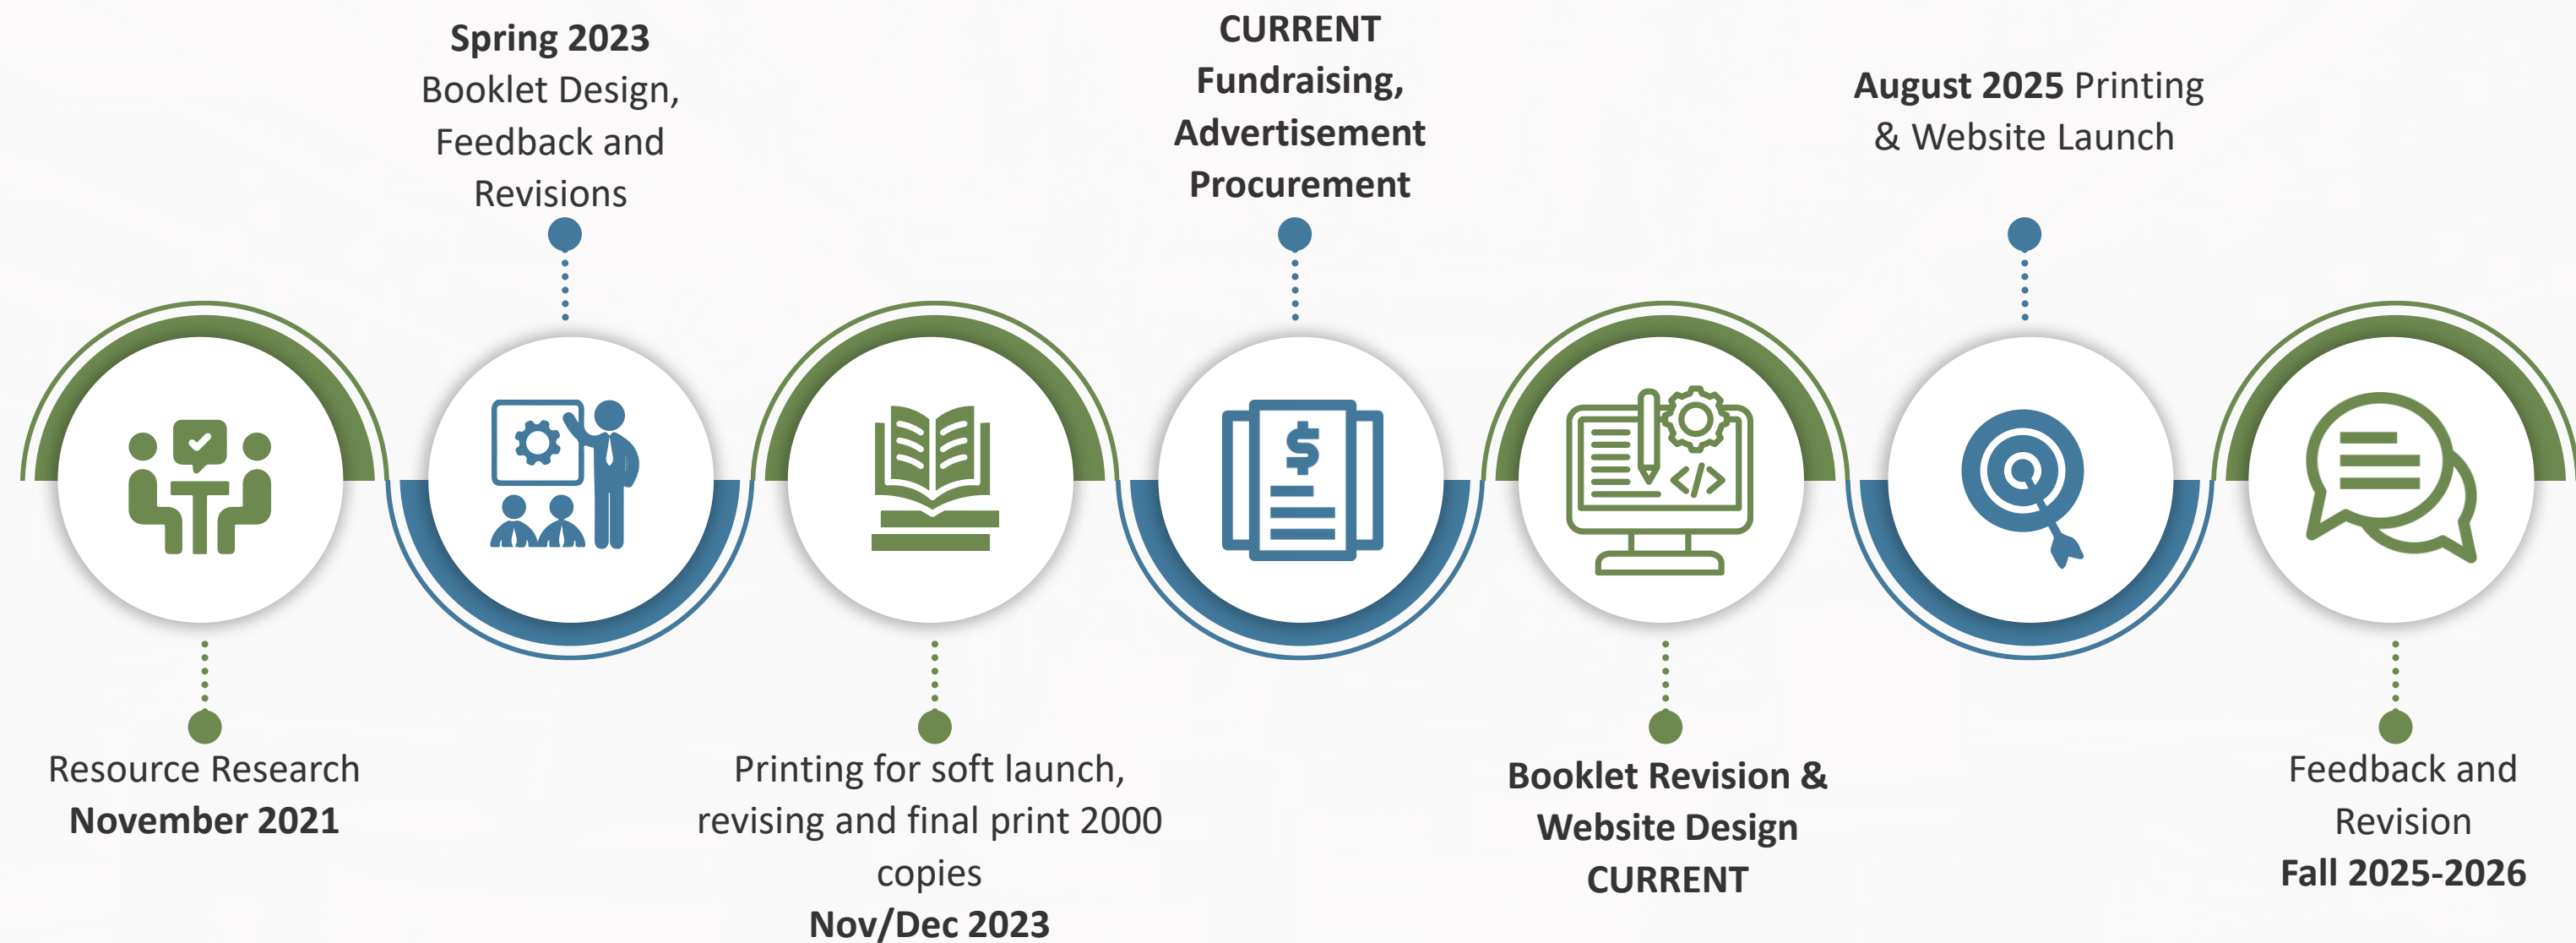 Resource Research
November 2021
Spring 2023
Booklet Design,
Feedback and
Revisions
Printing for soft launch,
revising and final print 2000
copies
Nov/Dec 2023
CURRENT
Fundraising,
Advertisement
Procurement
$
</>
Booklet Revision &
Website Design
CURRENT
August 2025 Printing
& Website Launch
Feedback and
Revision
Fall 2025-2026